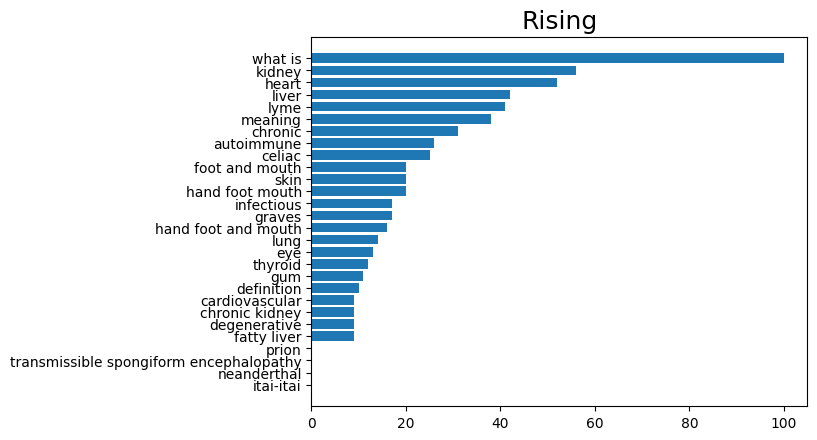 Rising
what is
kidney
heart
liver
lyme
meaning
chronic
autoimmune
celiac
foot and mouth
skin
hand foot mouth
infectious
graves
hand foot and mouth
lung
eye
thyroid
gum
definition
cardiovascular
chronic kidney
degenerative
fatty liver
prion
transmissible spongiform encephalopathy
neanderthal
itai-itai
0 20 40 60 80 100